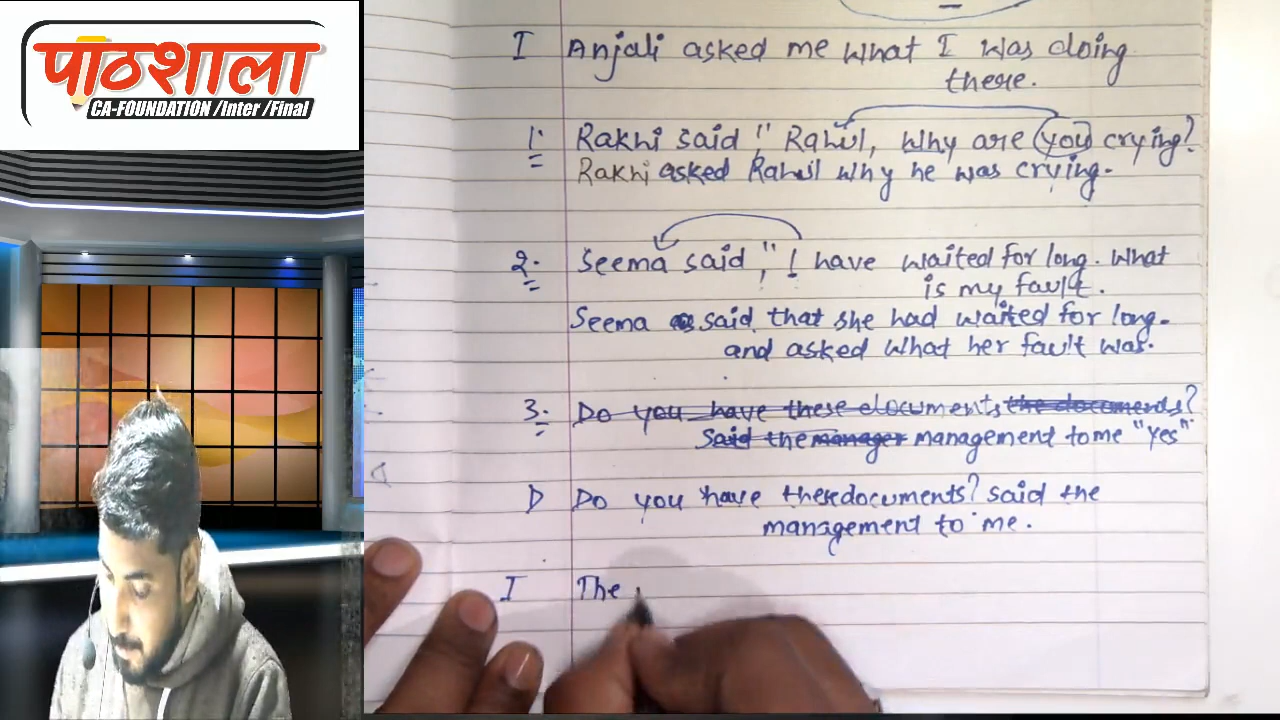 पाठशाला
CA-FOUNDATION /Inter /Final
I Anjali asked me what I was doing
there.
1. Rakhi said," Rahul, Why are you crying?
Rakhi asked Rahul why he was crying.
2. Seema said," I have waited for long. What
is my fault.
Seema said that she had waited for long.
and asked what her fault was.
3. Do you have these documents the documents?
Said the manager management to me "yes".
D Do you have these documents? said the
management to me.
I The